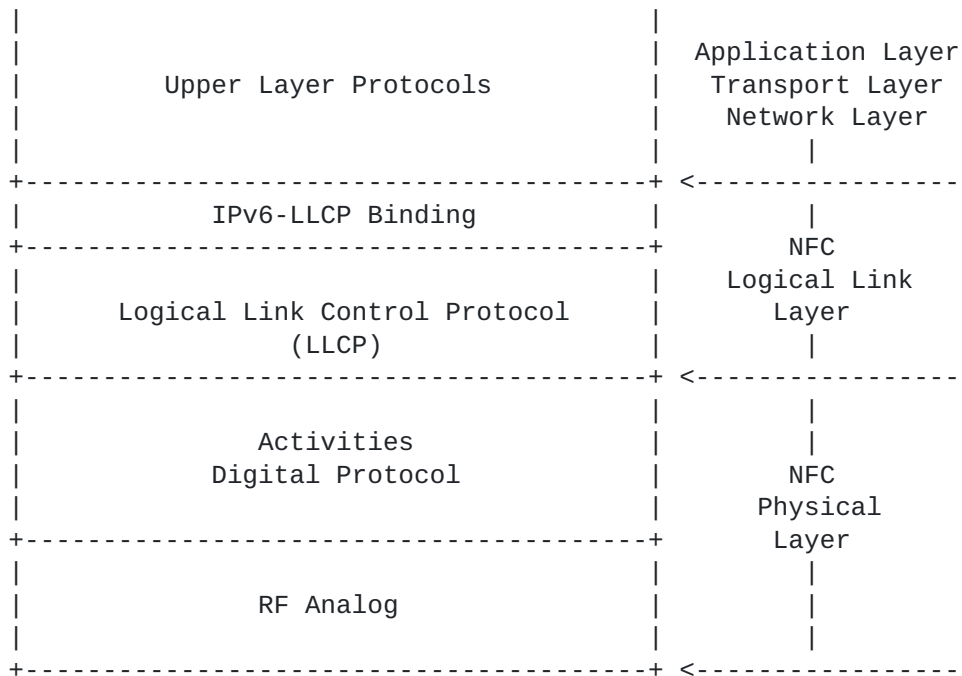 Application Layer
Upper Layer Protocols Transport Layer
Network Layer
IPv6-LLCP Binding
NFC
Logical Link
Logical Link Control Protocol Layer
(LLCP)
Activities
Digital Protocol NFC
Physical
Layer
RF Analog